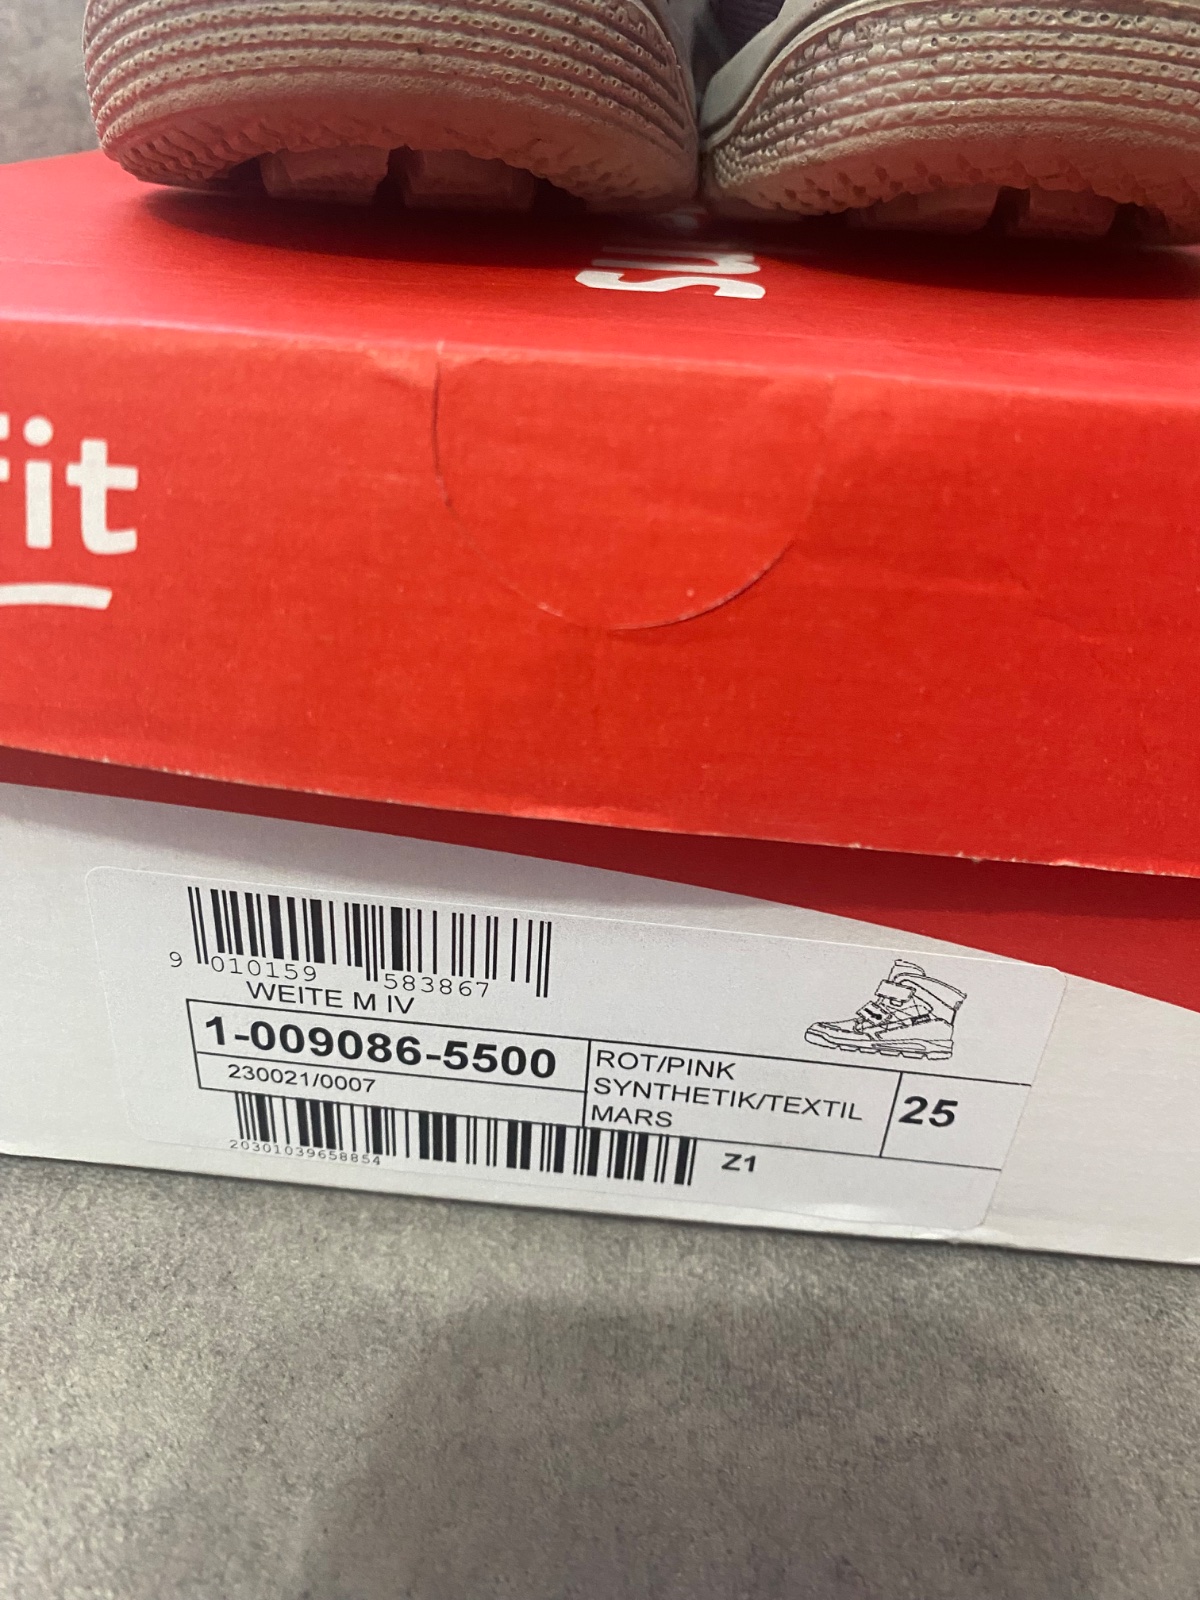 fit
9 010159 583867
WEITE M IV
1-009086-5500
230021/0007
ROT/PINK
SYNTHETIK/TEXTIL
MARS
25
20301039658854
Z1